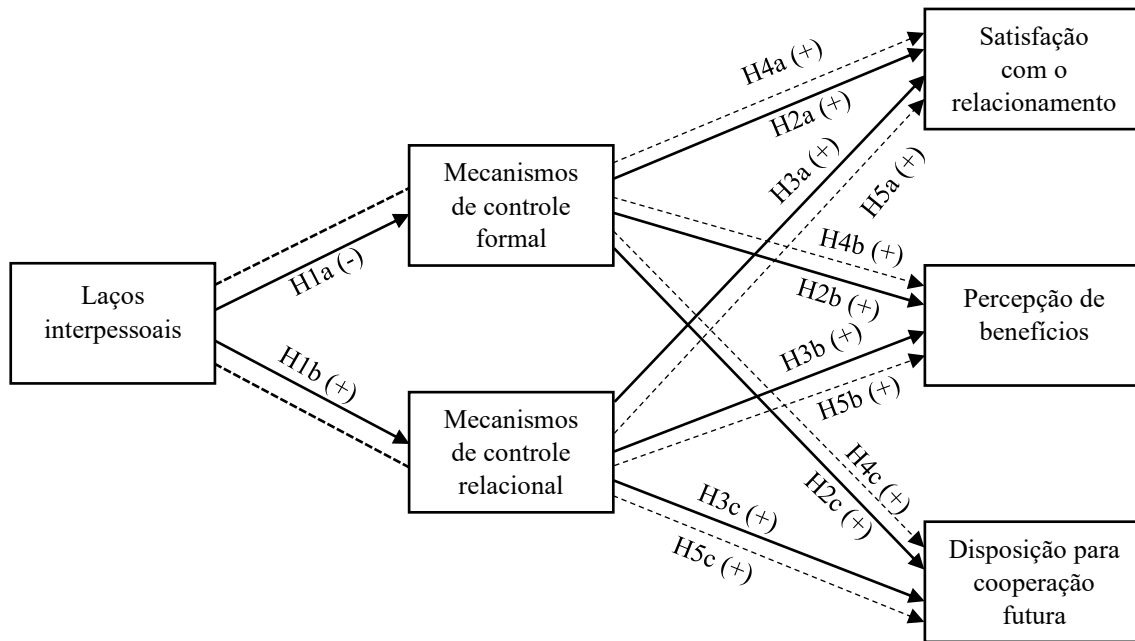 Satisfação
com o
relacionamento
H4a (+)
H2a (+)
Mecanismos
de controle
formal
H3a (+)
H5a (+)
H1a (-)
H4b (+)
H2b (+)
Laços
interpessoais
Percepção de
benefícios
H1b (+)
H3b (+)
H5b (+)
Mecanismos
de controle
relacional
H4c (+)
H2c (+)
H3c (+)
H5c (+)
Disposição para
cooperação
futura